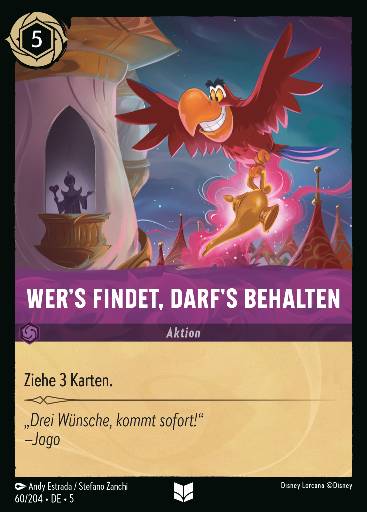 5
WER'S FINDET, DARF'S BEHALTEN
Aktion
Ziehe 3 Karten.
„Drei Wünsche, kommt sofort!“
–Jago
Andy Estrada / Stefano Zanchi
Disney Lorcana ©Disney
60/204 • DE • 5